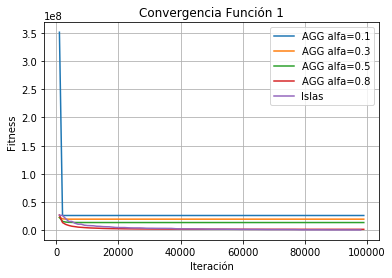 Convergencia Función 1
1e8
AGG alfa=0.1
AGG alfa=0.3
AGG alfa=0.5
AGG alfa=0.8
Islas
3.5
3.0
2.5
2.0
1.5
1.0
0.5
0.0
Fitness
0 20000 40000 60000 80000 100000
Iteración